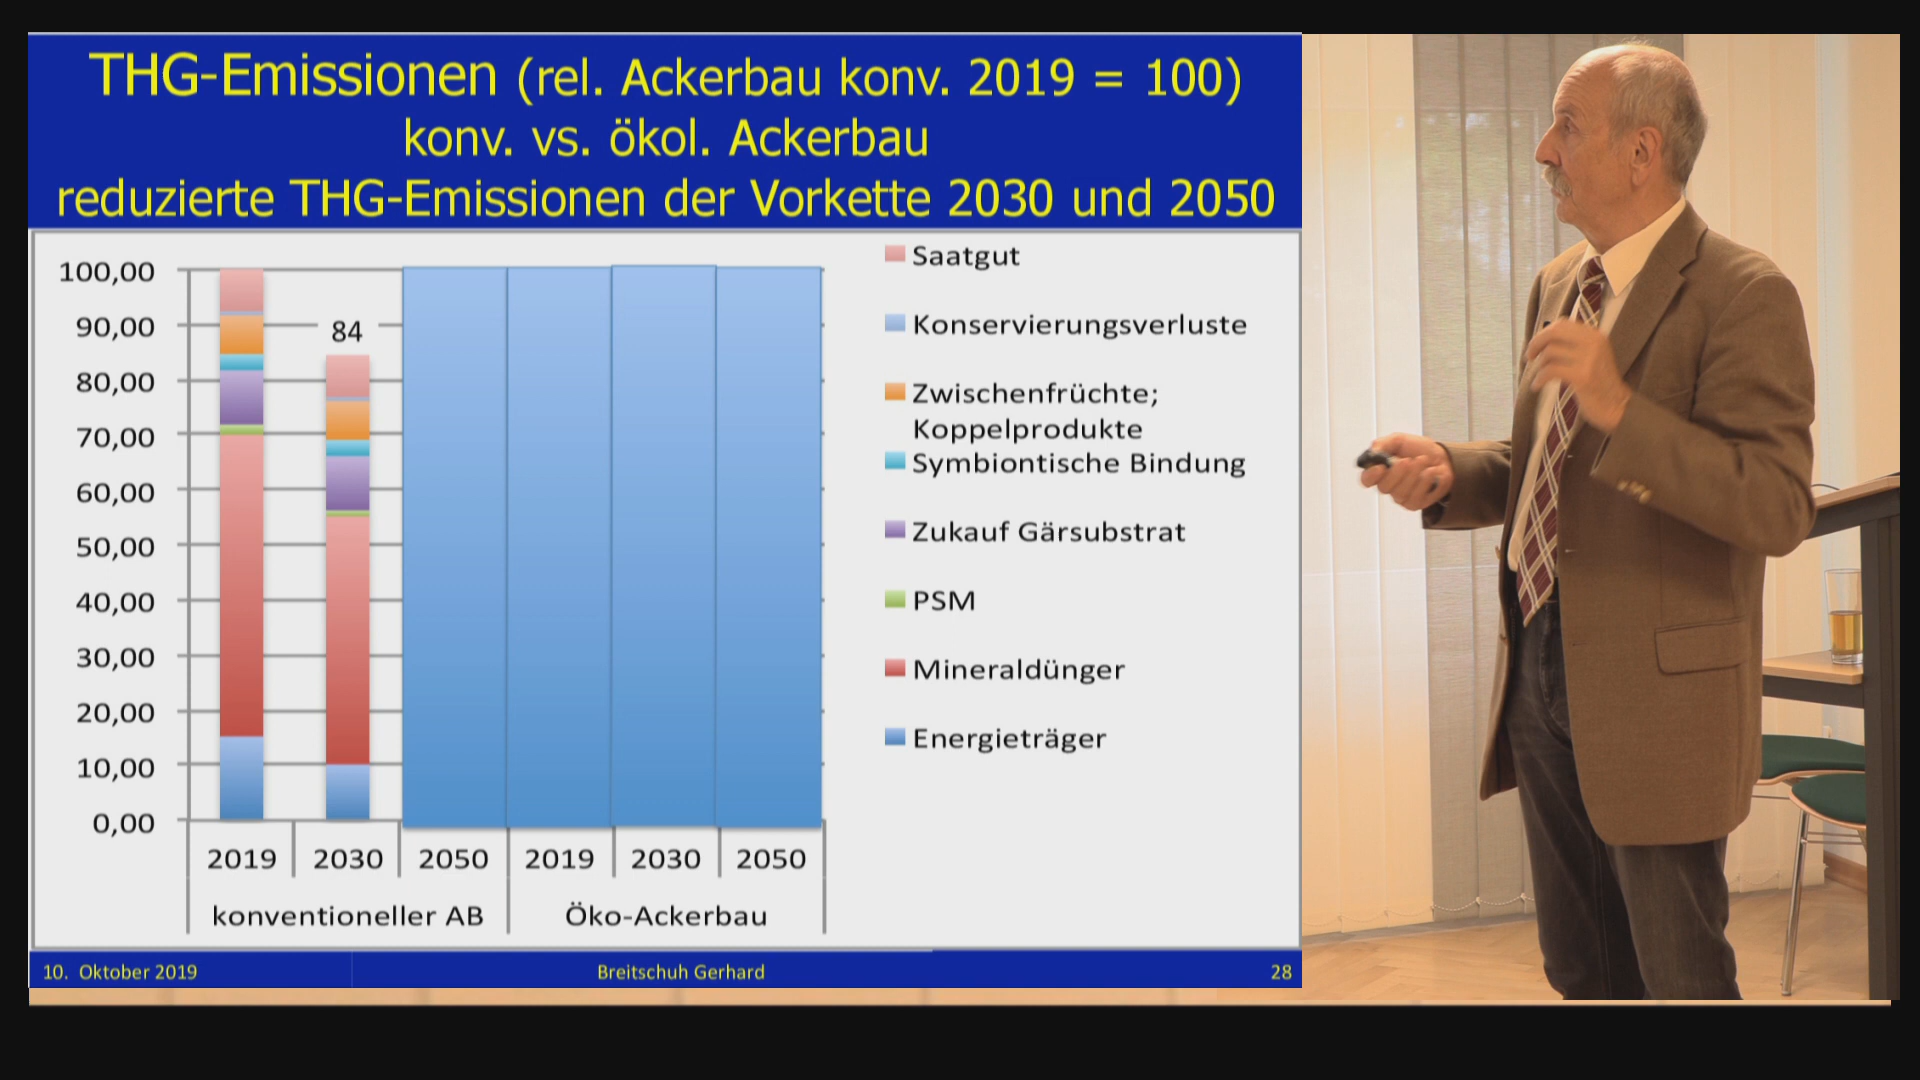 THG-Emissionen (rel. Ackerbau konv. 2019 = 100)
konv. vs. ökol. Ackerbau
reduzierte THG-Emissionen der Vorkette 2030 und 2050
100,00
90,00
80,00
70,00
60,00
50,00
40,00
30,00
20,00
10,00
0,00
84
2019 2030 2050 2019 2030 2050
konventioneller AB Öko-Ackerbau
Saatgut
Konservierungsverluste
Zwischenfrüchte;
Koppelprodukte
Symbiontische Bindung
Zukauf Gärsubstrat
PSM
Mineraldünger
Energieträger
10. Oktober 2019 Breitschuh Gerhard 28